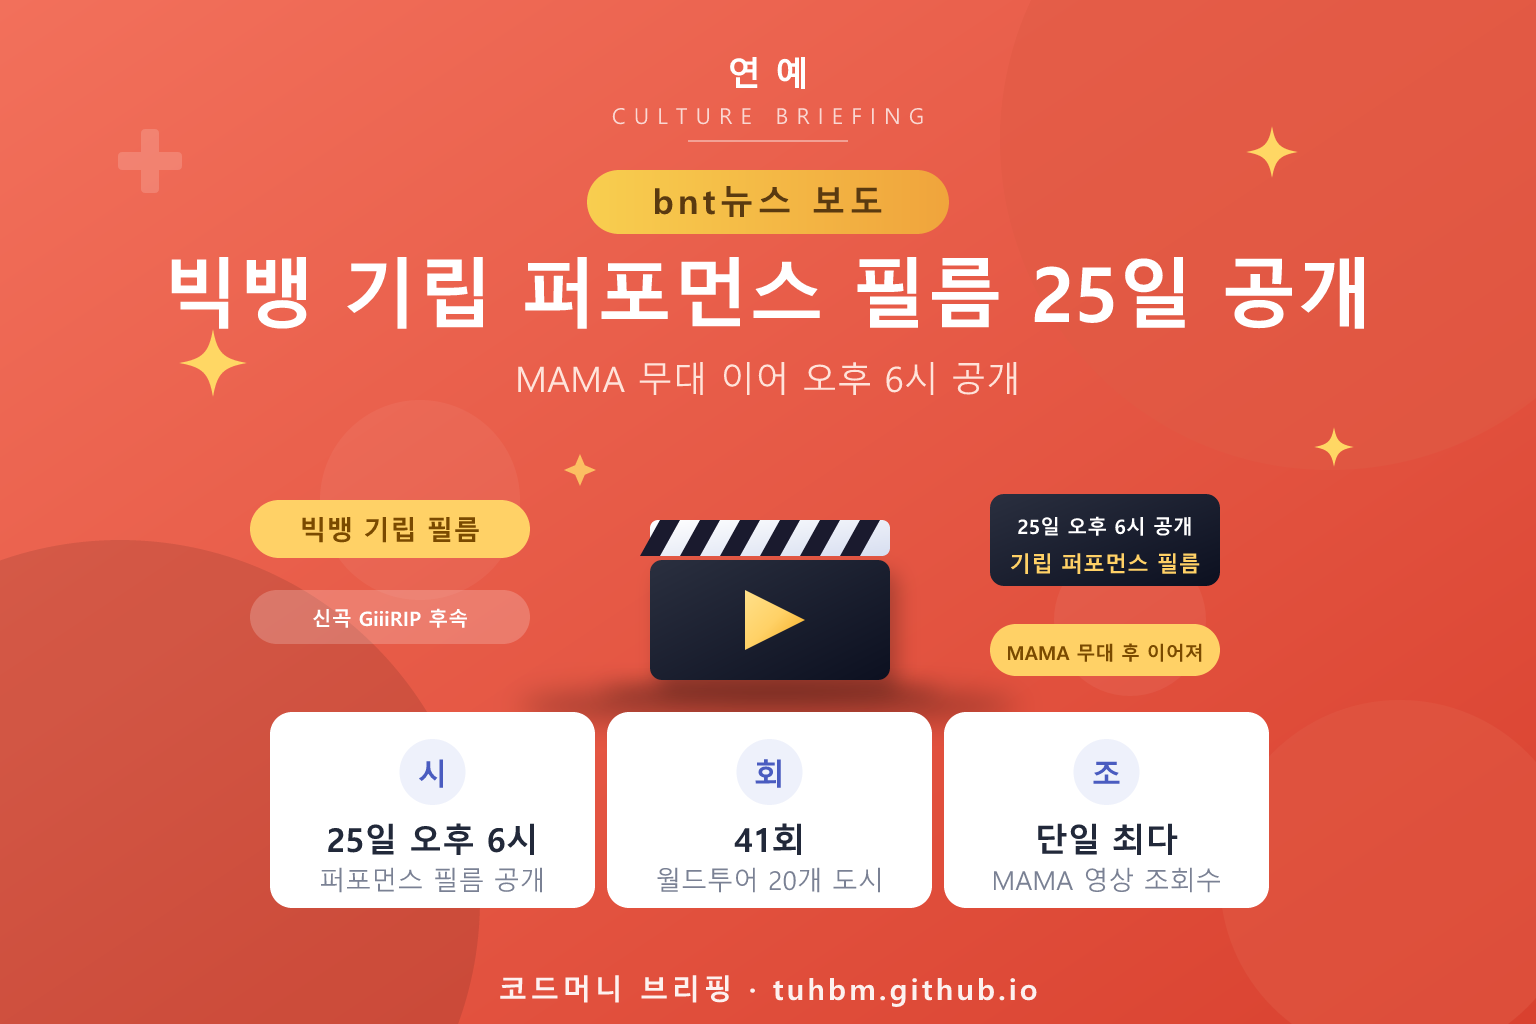 연예
CULTURE BRIEFING
bnt뉴스 보도
빅뱅 기립 퍼포먼스 필름 25일 공개
MAMA 무대 이어 오후 6시 공개
빅뱅 기립 필름
신곡 GiiiRIP 후속
25일 오후 6시 공개
기립 퍼포먼스 필름
MAMA 무대 후 이어져
시
25일 오후 6시
퍼포먼스 필름 공개
회
41회
월드투어 20개 도시
조
단일 최다
MAMA 영상 조회수
코드머니 브리핑 · tuhbm.github.io